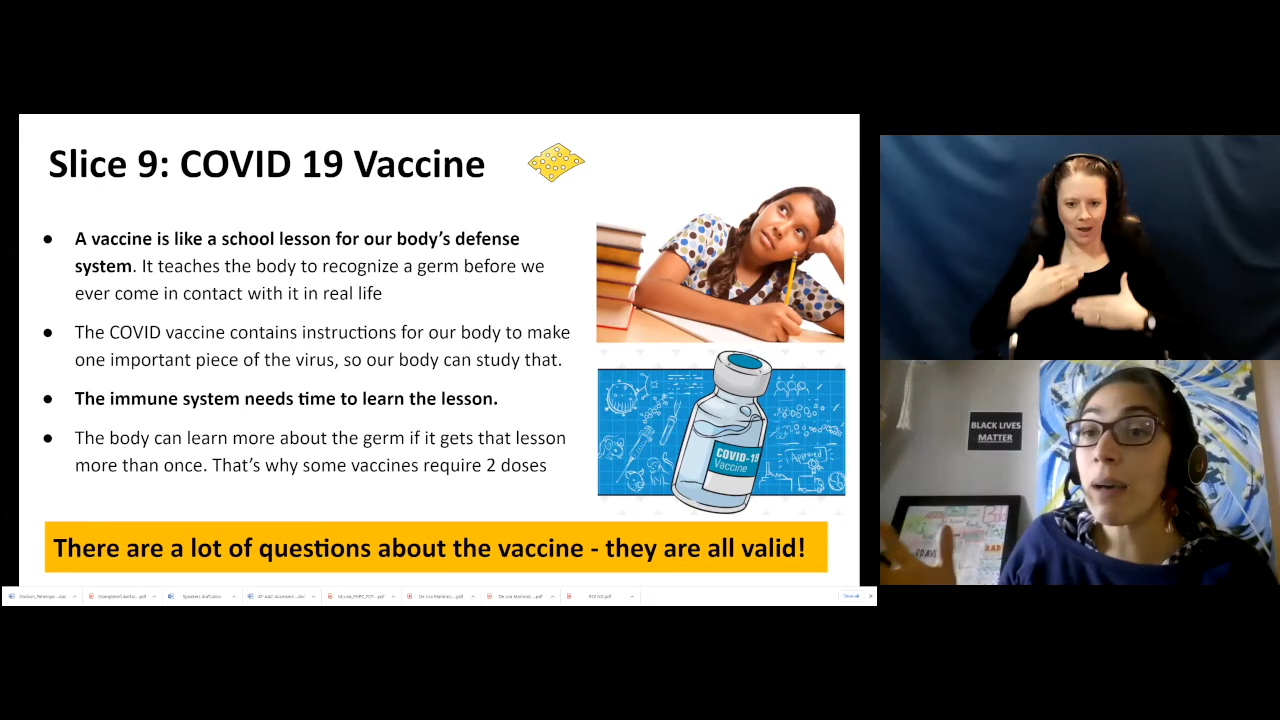 Slice 9: COVID 19 Vaccine
● A vaccine is like a school lesson for our body’s defense
system. It teaches the body to recognize a germ before we
ever come in contact with it in real life
● The COVID vaccine contains instructions for our body to make
one important piece of the virus, so our body can study that.
● The immune system needs time to learn the lesson.
● The body can learn more about the germ if it gets that lesson
more than once. That’s why some vaccines require 2 doses
COVID-19
Vaccine
Approved
There are a lot of questions about the vaccine - they are all valid!
BLACK LIVES
MATTER
Show all